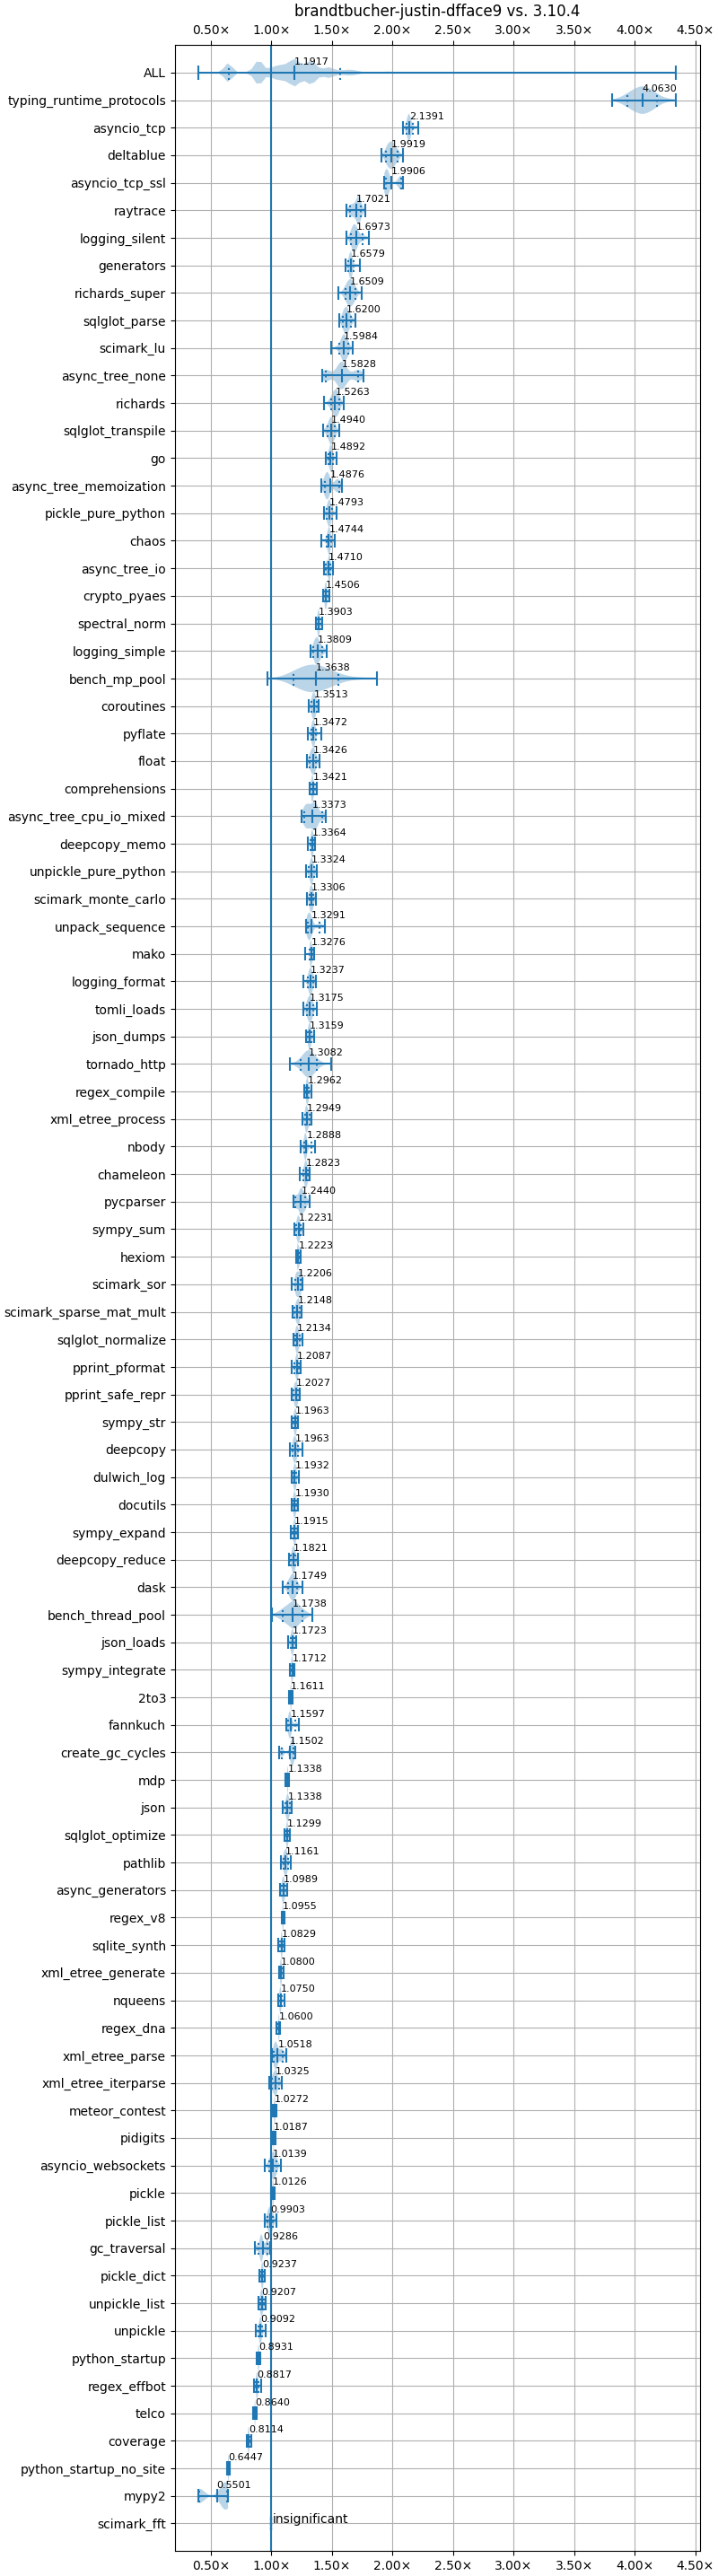 brandtbucher-justin-dfface9 vs. 3.10.4
0.50× 1.00× 1.50× 2.00× 2.50× 3.00× 3.50× 4.00× 4.50×
ALL 1.1917
typing_runtime_protocols 4.0630
asyncio_tcp 2.1391
deltablue 1.9919
asyncio_tcp_ssl 1.9906
raytrace 1.7021
logging_silent 1.6973
generators 1.6579
richards_super 1.6509
sqlglot_parse 1.6200
scimark_lu 1.5984
async_tree_none 1.5828
richards 1.5263
sqlglot_transpile 1.4940
go 1.4892
async_tree_memoization 1.4876
pickle_pure_python 1.4793
chaos 1.4744
async_tree_io 1.4710
crypto_pyaes 1.4506
spectral_norm 1.3903
logging_simple 1.3809
bench_mp_pool 1.3638
coroutines 1.3513
pyflate 1.3472
float 1.3426
comprehensions 1.3421
async_tree_cpu_io_mixed 1.3373
deepcopy_memo 1.3364
unpickle_pure_python 1.3324
scimark_monte_carlo 1.3306
unpack_sequence 1.3291
mako 1.3276
logging_format 1.3237
tomli_loads 1.3175
json_dumps 1.3159
tornado_http 1.3082
regex_compile 1.2962
xml_etree_process 1.2949
nbody 1.2888
chameleon 1.2823
pycparser 1.2440
sympy_sum 1.2231
hexiom 1.2223
scimark_sor 1.2206
scimark_sparse_mat_mult 1.2148
sqlglot_normalize 1.2134
pprint_pformat 1.2087
pprint_safe_repr 1.2027
sympy_str 1.1963
deepcopy 1.1963
dulwich_log 1.1932
docutils 1.1930
sympy_expand 1.1915
deepcopy_reduce 1.1821
dask 1.1749
bench_thread_pool 1.1738
json_loads 1.1723
sympy_integrate 1.1712
2to3 1.1611
fannkuch 1.1597
create_gc_cycles 1.1502
mdp 1.1338
json 1.1338
sqlglot_optimize 1.1299
pathlib 1.1161
async_generators 1.0989
regex_v8 1.0955
sqlite_synth 1.0829
xml_etree_generate 1.0800
nqueens 1.0750
regex_dna 1.0600
xml_etree_parse 1.0518
xml_etree_iterparse 1.0325
meteor_contest 1.0272
pidigits 1.0187
asyncio_websockets 1.0139
pickle 1.0126
pickle_list 0.9903
gc_traversal 0.9286
pickle_dict 0.9237
unpickle_list 0.9207
unpickle 0.9092
python_startup 0.8931
regex_effbot 0.8817
telco 0.8640
coverage 0.8114
python_startup_no_site 0.6447
mypy2 0.5501
scimark_fft insignificant
0.50× 1.00× 1.50× 2.00× 2.50× 3.00× 3.50× 4.00× 4.50×